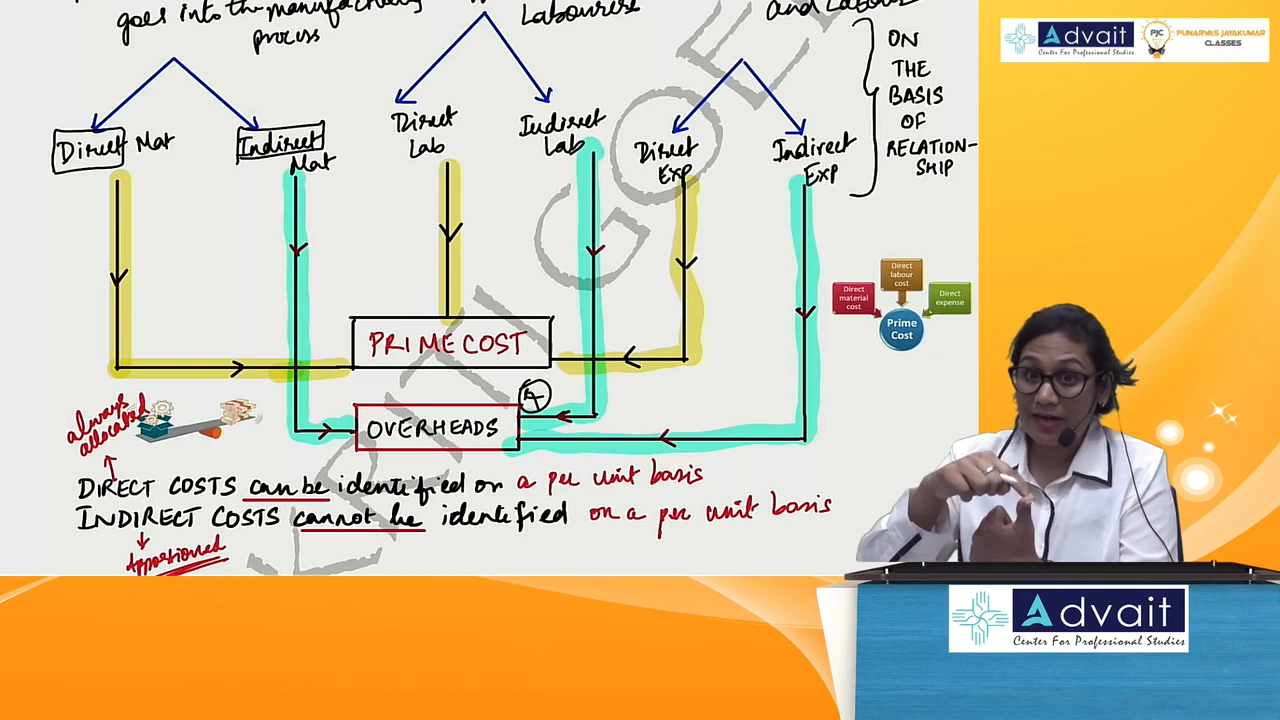 goes into the manufacturing
process
Labourers
and Labour
Direct Mat
Indirect
Mat
Direct
Lab
Indirect
Lab
Direct
Exp
Indirect
Exp
ON
THE
BASIS
OF
RELATION-
SHIP
Direct
labour
cost
Direct
material
cost
Direct
expense
Prime
Cost
PRIME COST
OVERHEADS
always
allocated
DIRECT COSTS can be identified on a per unit basis
INDIRECT COSTS cannot be identified on a per unit basis
Apportioned
Advait
Center For Professional Studies
PJC
PUNARVAS JAYAKUMAR
CLASSES
Advait
Center For Professional Studies